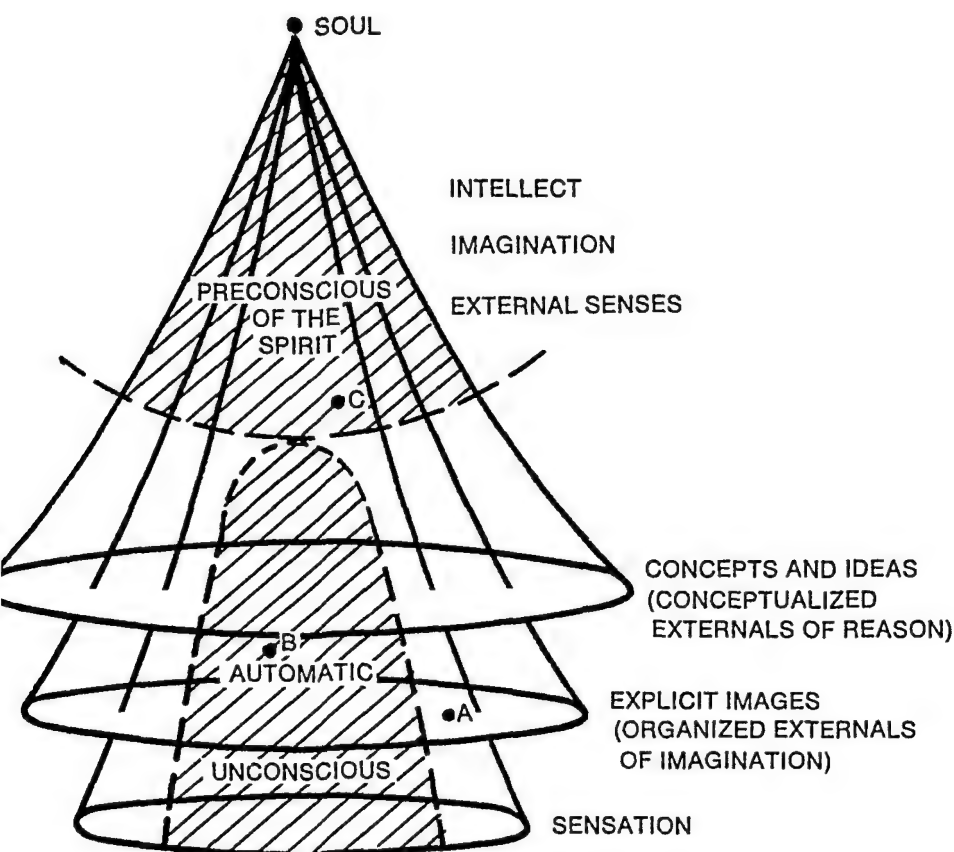 SOUL
INTELLECT
IMAGINATION
EXTERNAL SENSES
PRECONSCIOUS
OF THE
SPIRIT
C
CONCEPTS AND IDEAS
(CONCEPTUALIZED
EXTERNALS OF REASON)
B
AUTOMATIC
A
EXPLICIT IMAGES
(ORGANIZED EXTERNALS
OF IMAGINATION)
UNCONSCIOUS
SENSATION